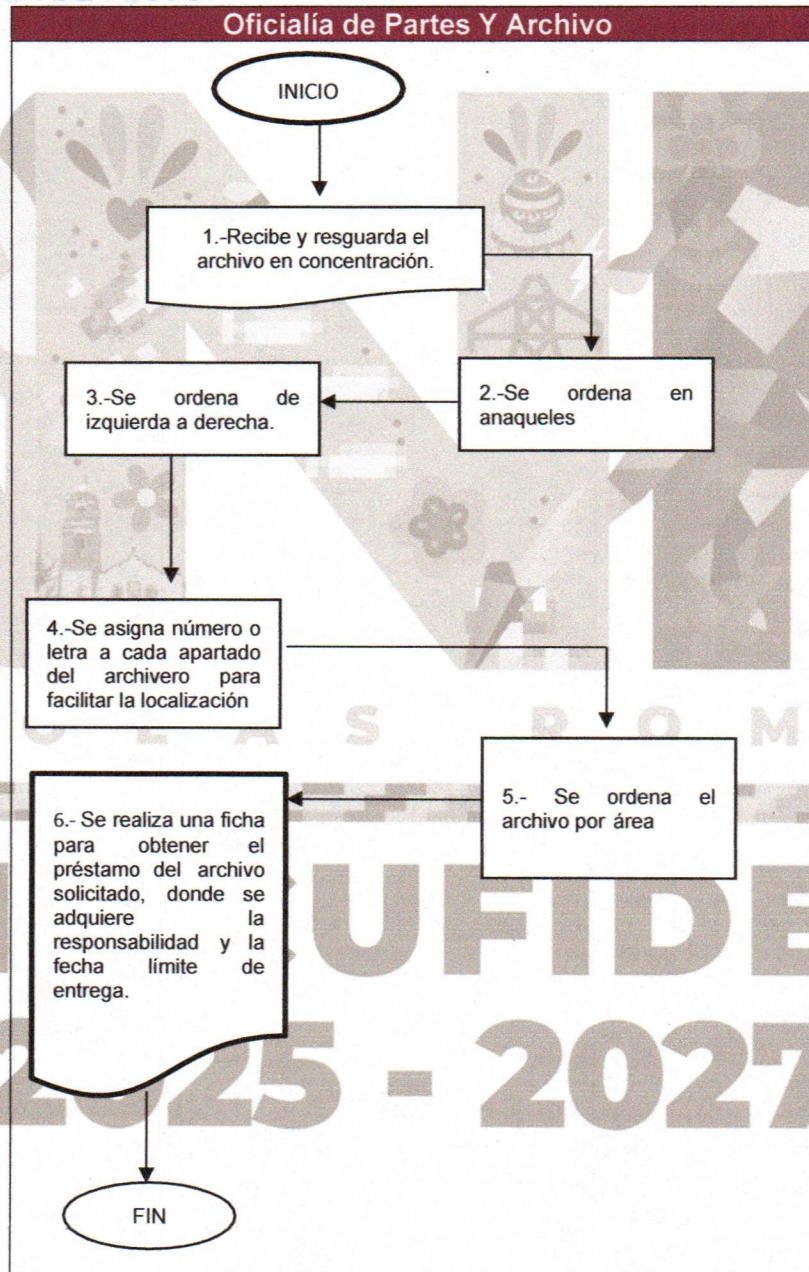 Oficialía de Partes Y Archivo
INICIO
1.-Recibe y resguarda el
archivo en concentración.
2.-Se ordena en
anaqueles
3.-Se ordena de
izquierda a derecha.
4.-Se asigna número o
letra a cada apartado
del archivero para
facilitar la localización
O L A S R O M
5.- Se ordena el
archivo por área
6.- Se realiza una ficha
para obtener el
préstamo del archivo
solicitado, donde se
adquiere la
responsabilidad y la
fecha límite de
entrega.
CUFIDE
2025 - 2027
FIN